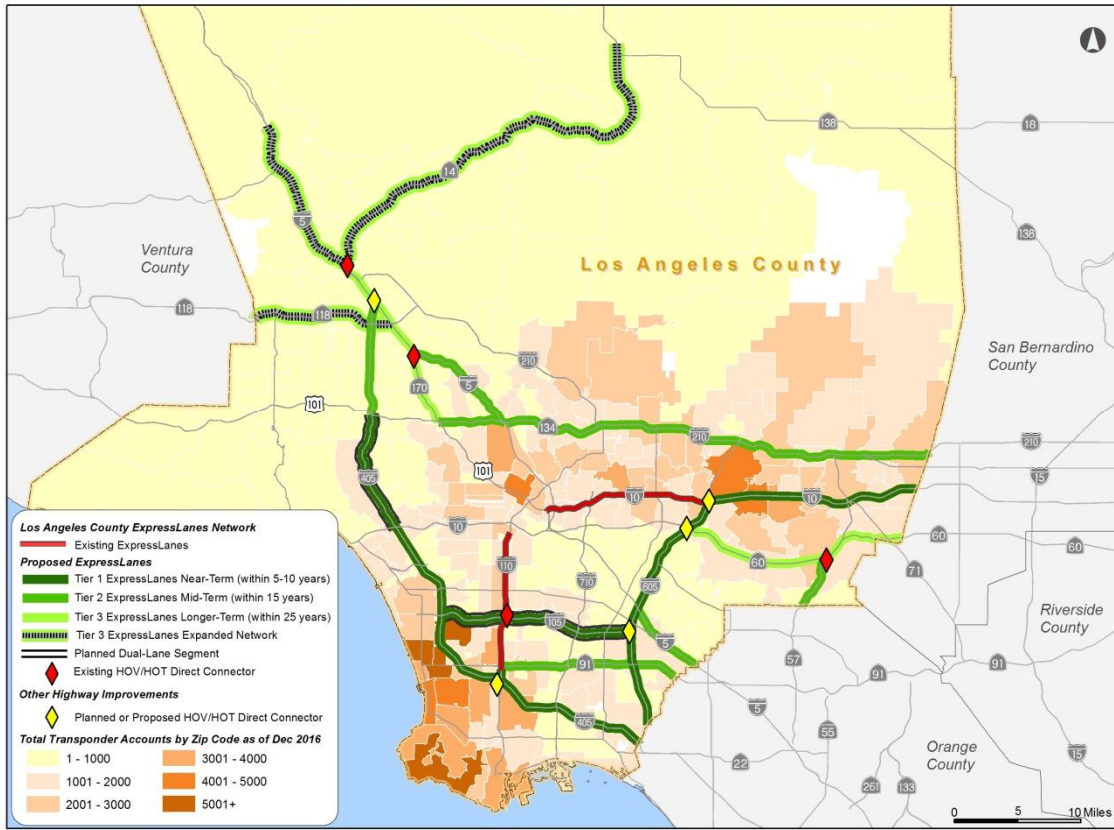 138
18
14
5
Ventura
County
Los Angeles County
138
118
118
San Bernardino
County
210
170
5
101
134
210
210
15
101
405
10
10
10
60
60
60
110
710
605
71
Riverside
County
105
5
91
57
91
91
405
5
55
15
22
Orange
County
261
133
Los Angeles County ExpressLanes Network
Existing ExpressLanes
Proposed ExpressLanes
Tier 1 ExpressLanes Near-Term (within 5-10 years)
Tier 2 ExpressLanes Mid-Term (within 15 years)
Tier 3 ExpressLanes Longer-Term (within 25 years)
Tier 3 ExpressLanes Expanded Network
Planned Dual-Lane Segment
Existing HOV/HOT Direct Connector
Other Highway Improvements
Planned or Proposed HOV/HOT Direct Connector
Total Transponder Accounts by Zip Code as of Dec 2016
1 - 1000
1001 - 2000
2001 - 3000
3001 - 4000
4001 - 5000
5001+
0 5 10 Miles